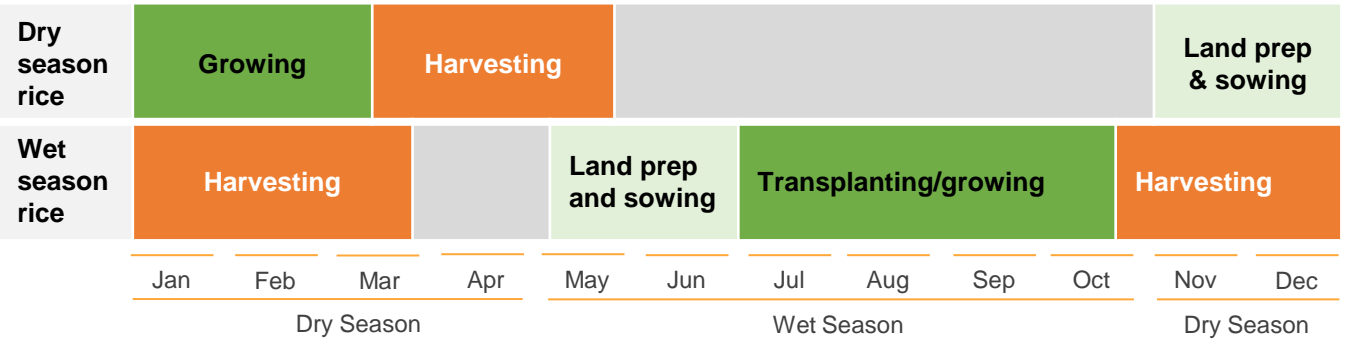 Dry
season
rice
Growing
Harvesting
Land prep
& sowing
Wet
season
rice
Harvesting
Land prep
and sowing
Transplanting/growing
Harvesting
Jan Feb Mar Apr May Jun Jul Aug Sep Oct Nov Dec
Dry Season Wet Season Dry Season